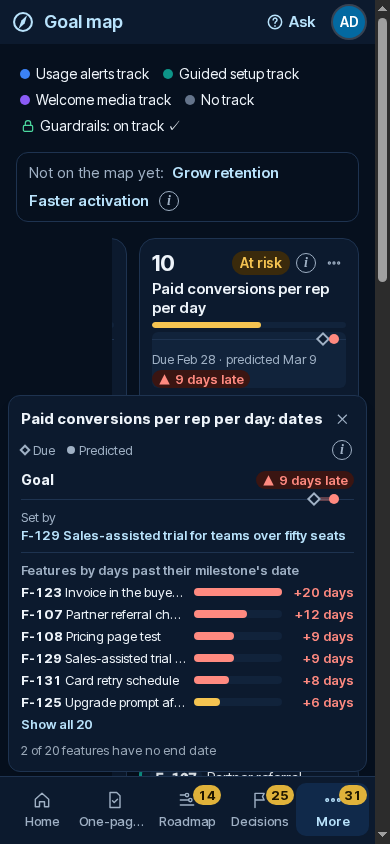 Goal map
Ask
AD
Usage alerts track
Guided setup track
Welcome media track
No track
Guardrails: on track ✓
Not on the map yet: Grow retention
Faster activation
i
10
At risk
i
Paid conversions per rep
per day
Due Feb 28 · predicted Mar 9
▲ 9 days late
Paid conversions per rep per day: dates
Due
Predicted
i
Goal
▲ 9 days late
Set by
F-129 Sales-assisted trial for teams over fifty seats
Features by days past their milestone's date
F-123 Invoice in the buye… +20 days
F-107 Partner referral ch… +12 days
F-108 Pricing page test +9 days
F-129 Sales-assisted trial … +9 days
F-131 Card retry schedule +8 days
F-125 Upgrade prompt af… +6 days
Show all 20
2 of 20 features have no end date
14
25
31
Home
One-pag…
Roadmap
Decisions
More